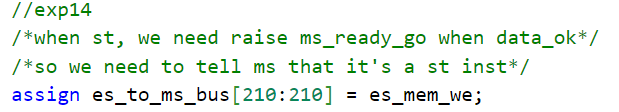 //exp14
/*when st, we need raise ms_ready_go when data_ok*/
/*so we need to tell ms that it's a st inst*/
assign es_to_ms_bus[210:210] = es_mem_we;